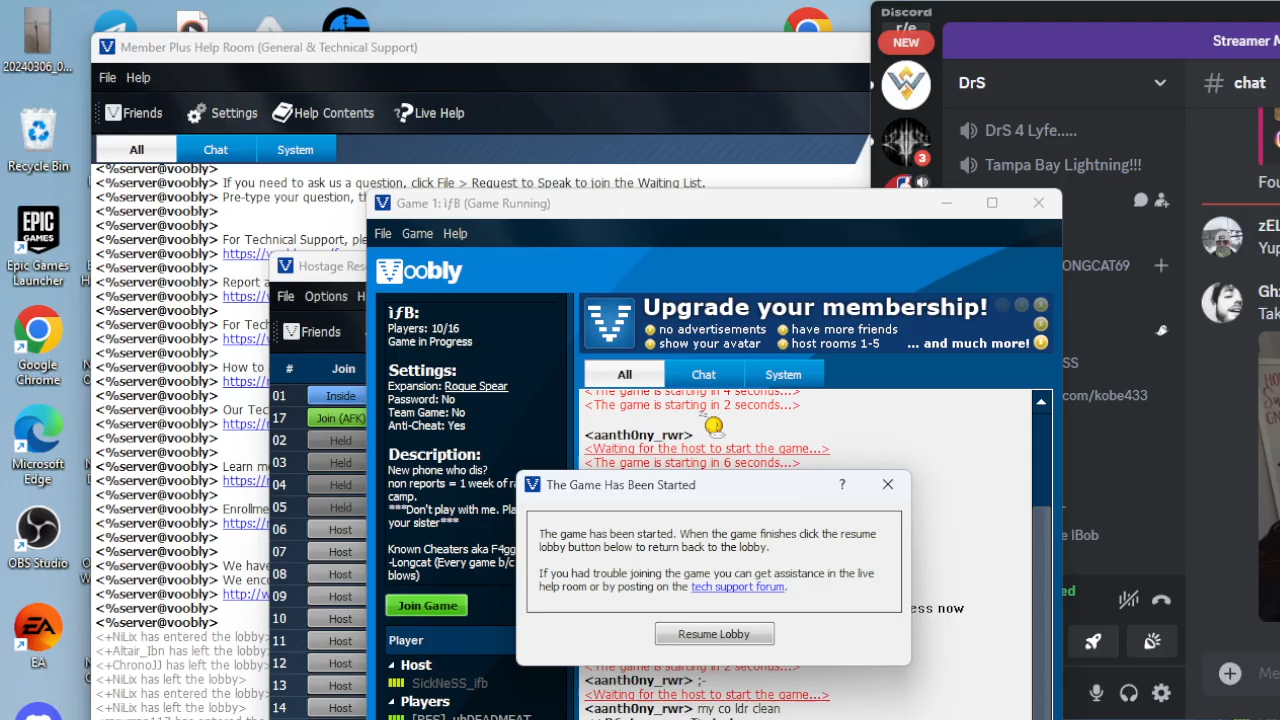 20240306_0...
Recycle Bin
EPIC
GAMES
Epic Games
Launcher
Google
Chrome
Microsoft
Edge
OBS Studio
EA
EA
Member Plus Help Room (General & Technical Support)
File Help
Friends Settings Help Contents Live Help
All Chat System
<%server@voobly>
<%server@voobly> If you need to ask us a question, click File > Request to Speak to join the Waiting List.
<%server@voobly> Pre-type your question, th
<%server@voobly>
<%server@voobly>
<%server@voobly> For Technical Support, ple
<%server@voobly>
<%server@voobly>
<%server@voobly> Report a
<%server@voobly> https://v
<%server@voobly>
<%server@voobly> For Tech
<%server@voobly>
<%server@voobly>
<%server@voobly> How to
<%server@voobly>
<%server@voobly>
<%server@voobly> Our Tec
<%server@voobly>
<%server@voobly>
<%server@voobly> Learn m
<%server@voobly>
<%server@voobly>
<%server@voobly> Enrollme
<%server@voobly>
<%server@voobly>
<%server@voobly> We have
<%server@voobly> We enco
<%server@voobly>
<%server@voobly>
<+NiLix has entered the lobby>
<+Altair_Ibn has left the lobby>
<+ChronoJJ has left the lobby>
<+NiLix has left the lobby>
<+NiLix has entered the lobby>
<+NiLix has left the lobby>
Hostage Res
File Options H
Friends
# Join
01 Inside
17 Join (AFK)
02 Held
03 Held
04 Held
05 Held
06 Host
07 Host
08 Host
09 Host
10 Host
11 Host
12 Host
13 Host
14 Host
Game 1: ìƒB (Game Running)
File Game Help
Voobly
ìƒB:
Players: 10/16
Game in Progress
Settings:
Expansion: Rogue Spear
Password: No
Team Game: No
Anti-Cheat: Yes
Description:
New phone who dis?
non reports = 1 week of ra
camp.
***Don't play with me. Pla
your sister***
Known Cheaters aka F4gg
-Longcat (Every game b/c
blows)
Join Game
Player
Host
SickNeSS_ifb
Players
Upgrade your membership!
no advertisements have more friends
show your avatar host rooms 1-5 ... and much more!
All Chat System
<The game is starting in 4 seconds...>
<The game is starting in 2 seconds...>
<aanth0ny_rwr>
<Waiting for the host to start the game...>
<The game is starting in 6 seconds...>
ess now
<The game is starting in 2 seconds...>
<aanth0ny_rwr> ;-
<Waiting for the host to start the game...>
<aanth0ny_rwr> my co ldr clean
The Game Has Been Started
The game has been started. When the game finishes click the resume
lobby button below to return back to the lobby.
If you had trouble joining the game you can get assistance in the live
help room or by posting on the tech support forum.
Resume Lobby
Discord
r/e
NEW
3
Streamer M
DrS
# chat
DrS 4 Lyfe.....
Tampa Bay Lightning!!!
ONGCAT69
SS
com/kobe433
lBob
ed
Fou
zEL
Yup
Ghx
Tak
Me